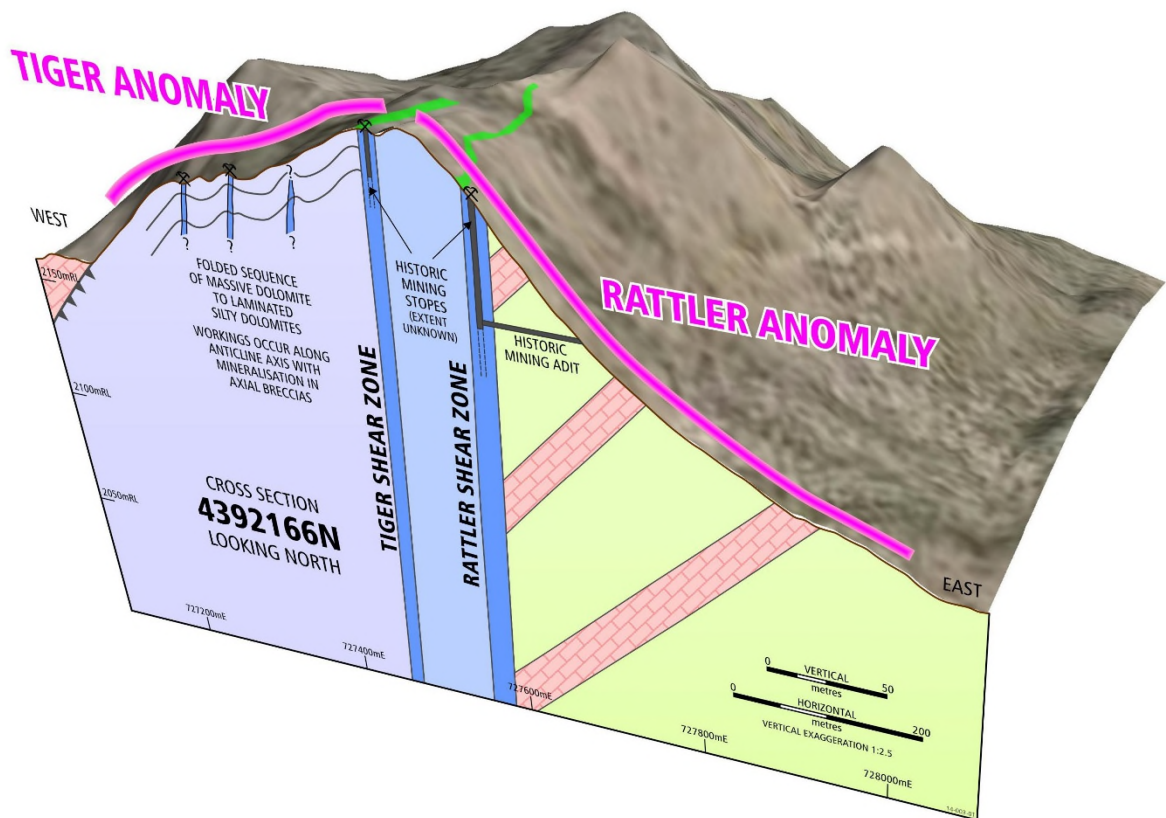 TIGER ANOMALY
WEST
2150mRL
2100mRL
2050mRL
?
?
?
?
FOLDED SEQUENCE
OF MASSIVE DOLOMITE
TO LAMINATED
SILTY DOLOMITES
WORKINGS OCCUR ALONG
ANTICLINE AXIS WITH
MINERALISATION IN
AXIAL BRECCIAS
HISTORIC
MINING
STOPES
(EXTENT
UNKNOWN)
HISTORIC
MINING ADIT
RATTLER ANOMALY
TIGER SHEAR ZONE
RATTLER SHEAR ZONE
CROSS SECTION
4392166N
LOOKING NORTH
EAST
727200mE
727400mE
727600mE
727800mE
728000mE
0 VERTICAL 50
metres
0 HORIZONTAL 200
metres
VERTICAL EXAGGERATION 1:2.5